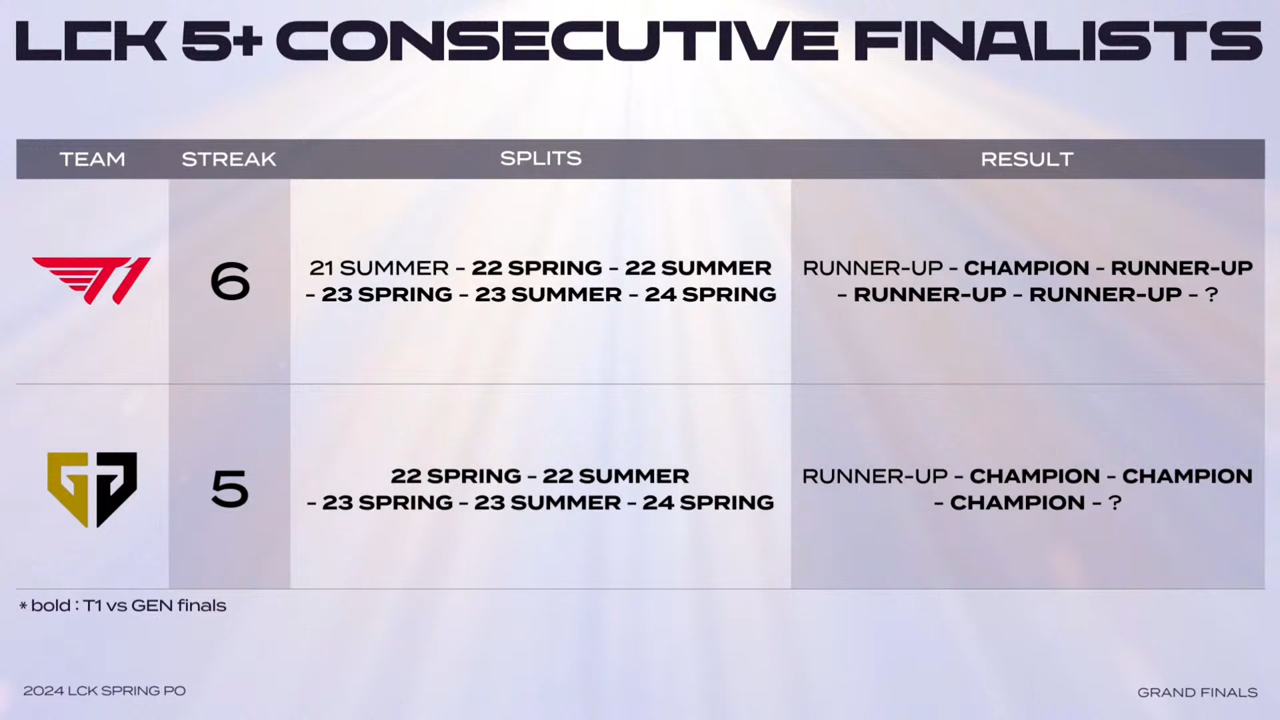 LCK 5+ CONSECUTIVE FINALISTS
TEAM STREAK SPLITS RESULT
T1 6 21 SUMMER - 22 SPRING - 22 SUMMER RUNNER-UP - CHAMPION - RUNNER-UP
- 23 SPRING - 23 SUMMER - 24 SPRING - RUNNER-UP - RUNNER-UP - ?
GG 5 22 SPRING - 22 SUMMER RUNNER-UP - CHAMPION - CHAMPION
- 23 SPRING - 23 SUMMER - 24 SPRING - CHAMPION - ?
* bold : T1 vs GEN finals
2024 LCK SPRING PO
GRAND FINALS